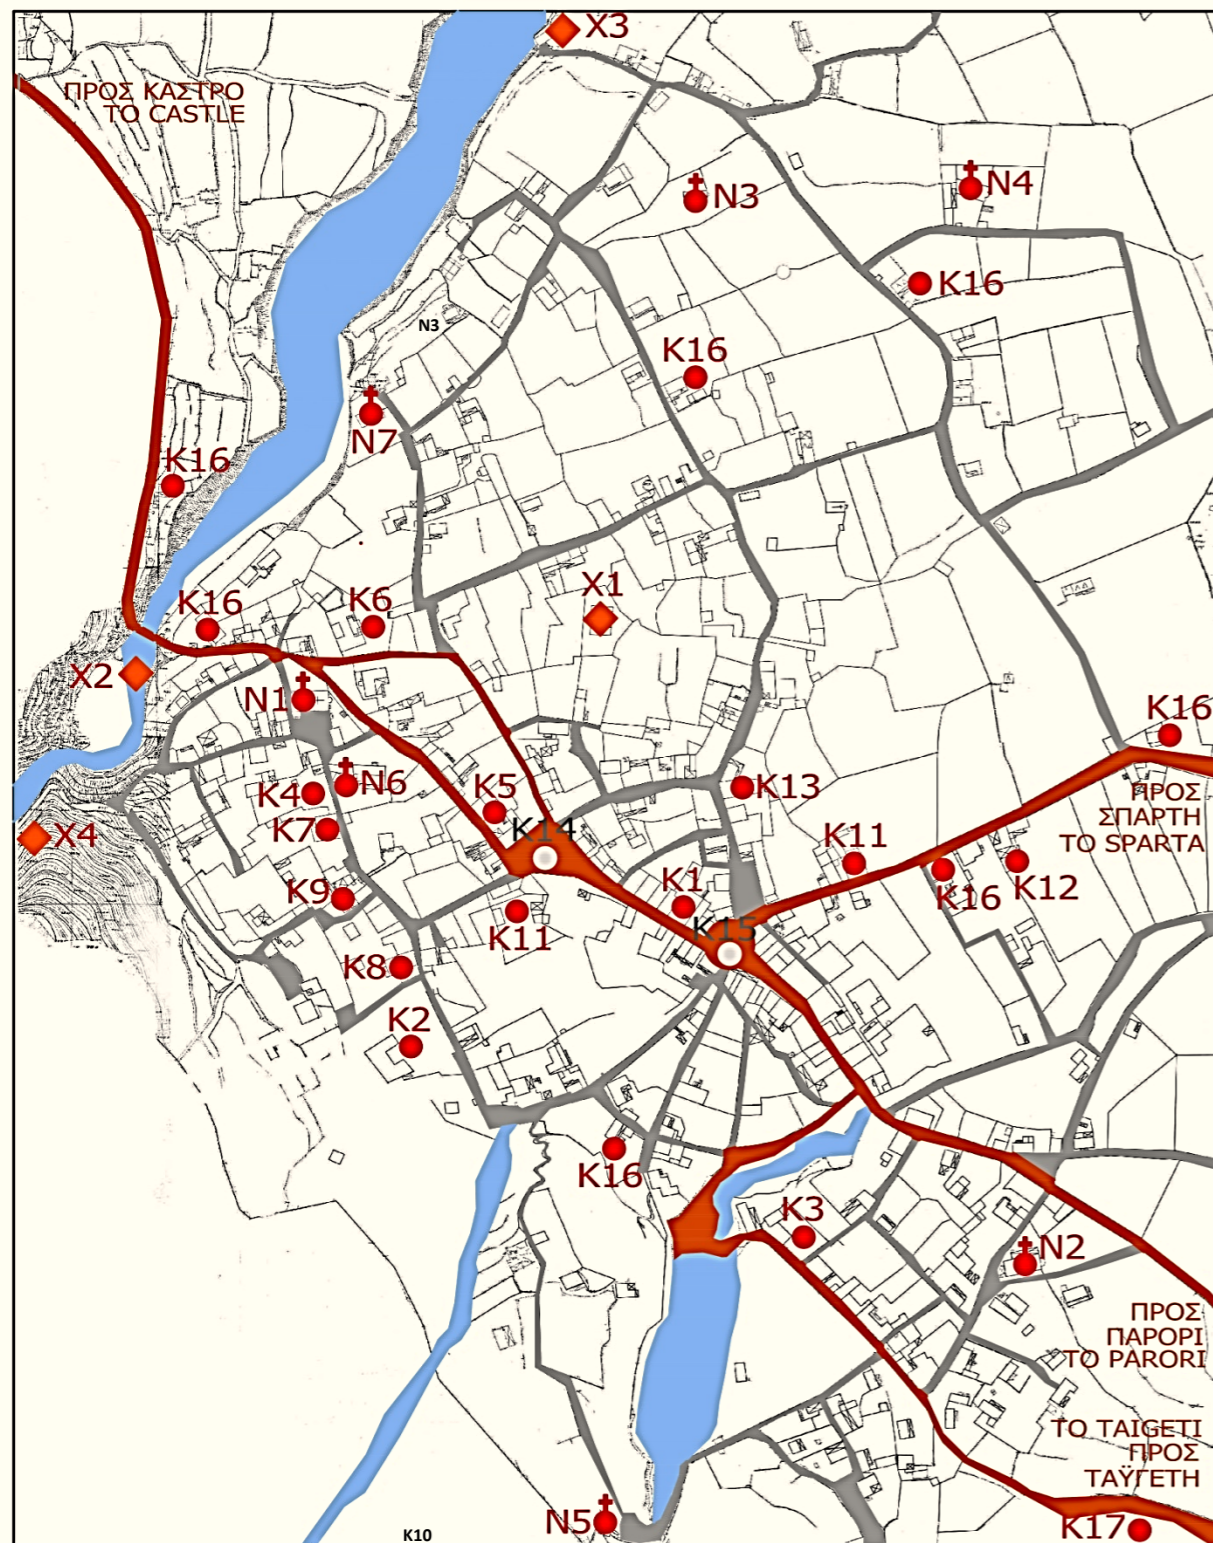 X3
ΠΡΟΣ ΚΑΣΤΡΟ
TO CASTLE
N3
N4
K16
N3
K16
N7
K16
K16
K6
X1
X2
N1
K16
N6
K4
K5
K13
ΠΡΟΣ
ΣΠΑΡΤΗ
TO SPARTA
X4
K7
K14
K11
K16
K12
K9
K1
K11
K15
K8
K2
K16
K3
N2
ΠΡΟΣ
ΠΑΡΟΡΙ
TO PARORI
TO TAIGETI
ΠΡΟΣ
ΤΑΫΓΕΤΗ
N5
K17
K10